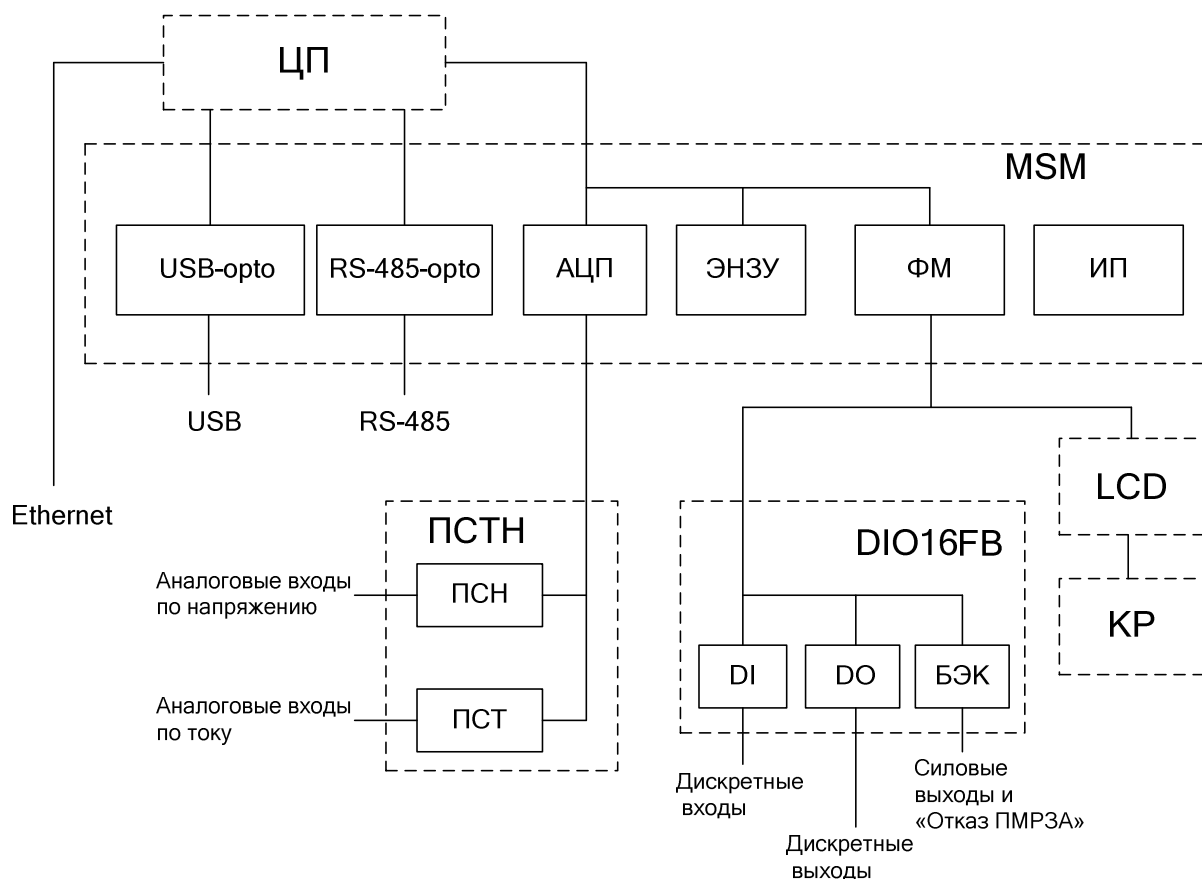 ЦП
MSM
USB-opto
RS-485-opto
АЦП
ЭНЗУ
ФМ
ИП
USB
RS-485
LCD
Ethernet
ПСТН
DIO16FB
Аналоговые входы
по напряжению
ПСН
KP
DI
DO
БЭК
Аналоговые входы
по току
ПСТ
Дискретные
входы
Силовые
выходы и
«Отказ ПМРЗА»
Дискретные
выходы